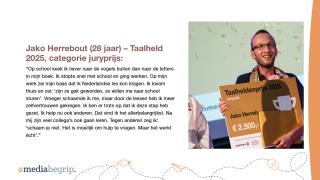 Jako Herrebout (28 jaar) – Taalheld
2025, categorie juryprijs:
"Op school keek ik liever naar de vogels buiten dan naar de letters
in mijn boek. Ik stopte snel met school en ging werken. Op mijn
werk zei mijn baas dat ik Nederlandse les kon krijgen. Ik kwam
thuis en zei: 'zijn ze gek geworden, ze willen me naar school
sturen'. Vroeger schaamde ik me, maar door de lessen heb ik meer
zelfvertrouwen gekregen. Ik ben er trots op dat ik deze stap heb
gezet. Ik help nu ook anderen. Dat vind ik het allerbelangrijkst. Na
mij zijn veel collega's ook gaan leren. Tegen anderen zeg ik:
'schaam je niet. Het is moeilijk om hulp te vragen. Maar het werkt
écht'."
Taalheldenprijs 202
Jako Herreb
€ 2.500,-
mediabegrip.